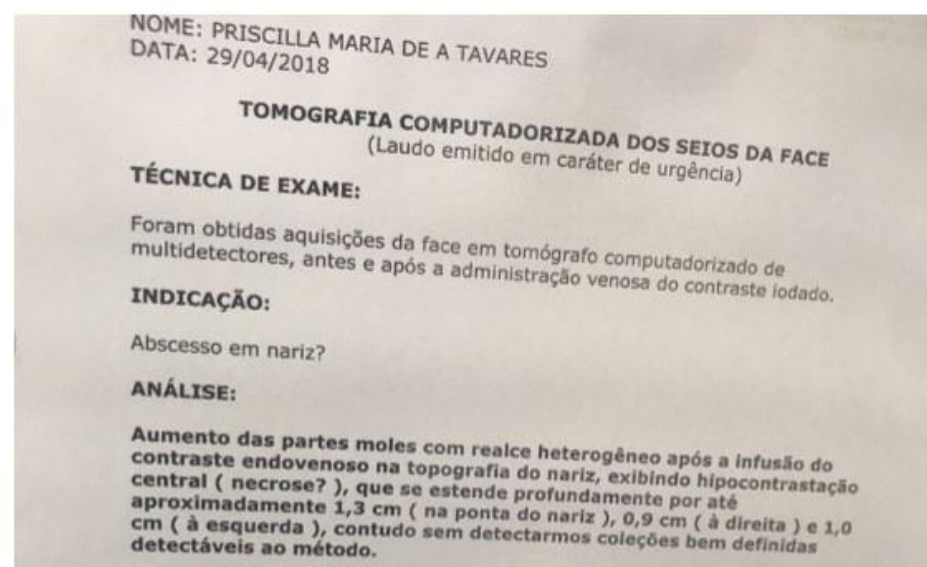 NOME: PRISCILLA MARIA DE A TAVARES
DATA: 29/04/2018
TOMOGRAFIA COMPUTADORIZADA DOS SEIOS DA FACE
(Laudo emitido em caráter de urgência)
TÉCNICA DE EXAME:
Foram obtidas aquisições da face em tomógrafo computadorizado de
multidetectores, antes e após a administração venosa do contraste iodado.
INDICAÇÃO:
Abscesso em nariz?
ANÁLISE:
Aumento das partes moles com realce heterogêneo após a infusão do
contraste endovenoso na topografia do nariz, exibindo hipocontrastação
central ( necrose? ), que se estende profundamente por até
aproximadamente 1,3 cm ( na ponta do nariz ), 0,9 cm ( à direita ) e 1,0
cm ( à esquerda ), contudo sem detectarmos coleções bem definidas
detectáveis ao método.